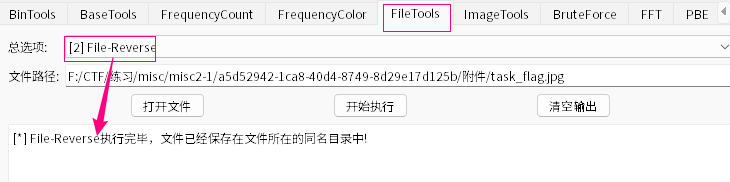 BinTools BaseTools FrequencyCount FrequencyColor FileTools ImageTools BruteForce FFT PBE
总选项: [2] File-Reverse
文件路径: F:/CTF/练习/misc/misc2-1/a5d52942-1ca8-40d4-8749-8d29e17d125b/附件/task_flag.jpg
打开文件 开始执行 清空输出
[*] File-Reverse执行完毕，文件已经保存在文件所在的同名目录中!